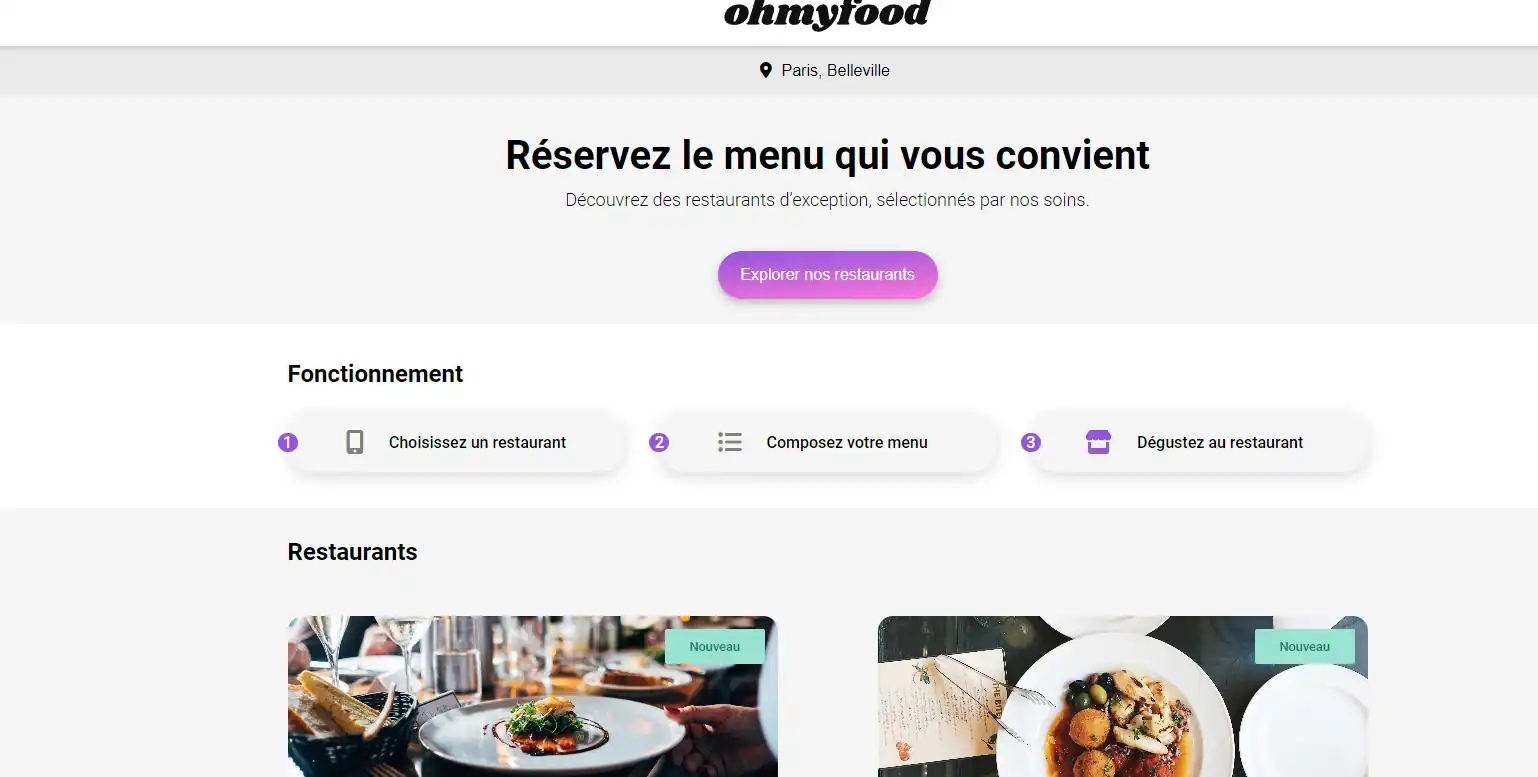 ohmyfood
Paris, Belleville
Réservez le menu qui vous convient
Découvrez des restaurants d’exception, sélectionnés par nos soins.
Explorer nos restaurants
Fonctionnement
1 Choisissez un restaurant
2 Composez votre menu
3 Dégustez au restaurant
Restaurants
Nouveau
Nouveau